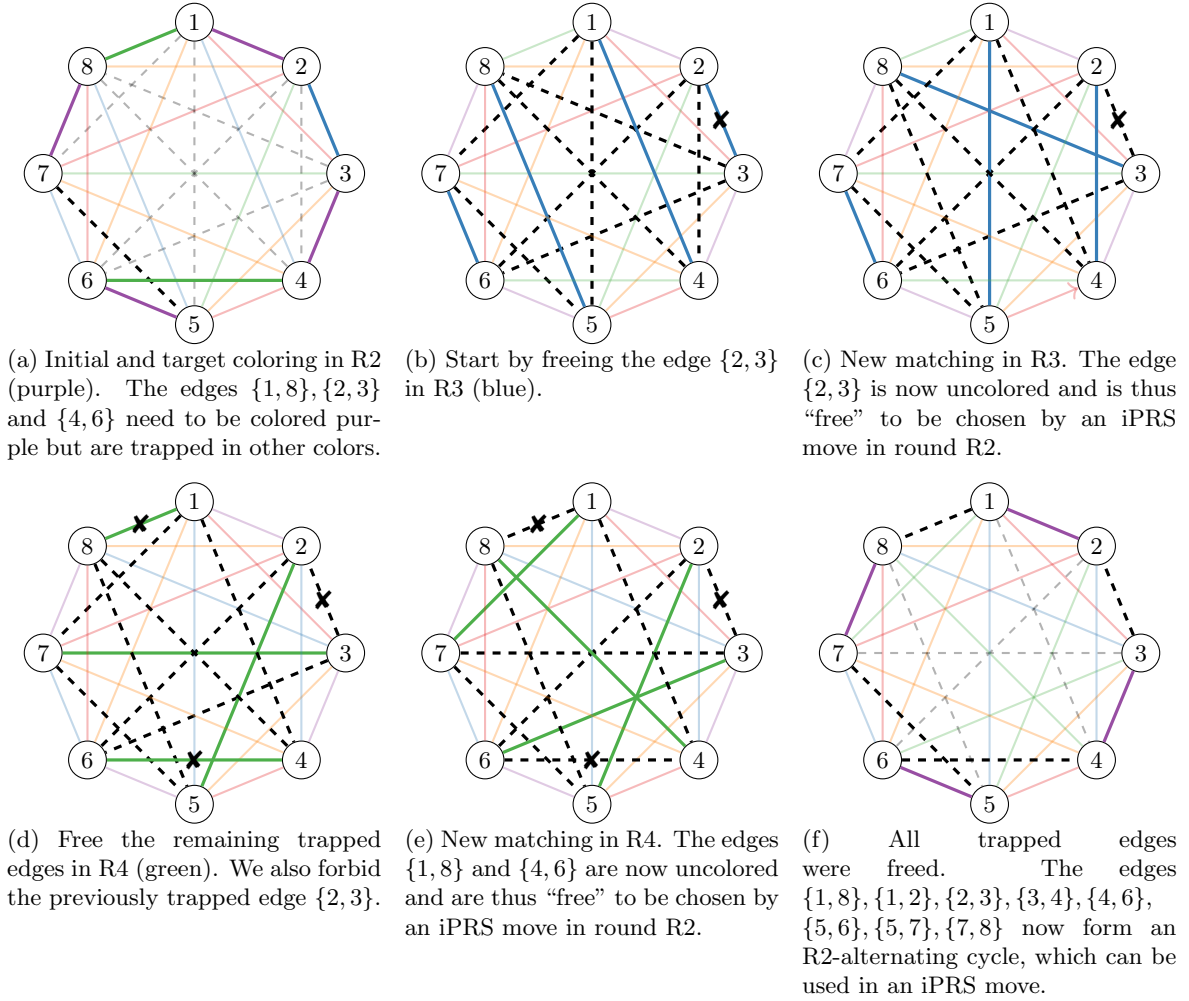 1
8
2
7
3
6
4
5
1
8
2
7
3
6
4
5
1
8
2
7
3
6
4
5
(a) Initial and target coloring in R2
(purple). The edges {1, 8}, {2, 3}
and {4, 6} need to be colored pur-
ple but are trapped in other colors.
(b) Start by freeing the edge {2, 3}
in R3 (blue).
(c) New matching in R3. The edge
{2, 3} is now uncolored and is thus
“free” to be chosen by an iPRS
move in round R2.
1
8
2
7
3
6
4
5
1
8
2
7
3
6
4
5
1
8
2
7
3
6
4
5
(d) Free the remaining trapped
edges in R4 (green). We also forbid
the previously trapped edge {2, 3}.
(e) New matching in R4. The edges
{1, 8} and {4, 6} are now uncolored
and are thus “free” to be chosen by
an iPRS move in round R2.
(f) All trapped edges
were freed. The edges
{1, 8}, {1, 2}, {2, 3}, {3, 4}, {4, 6},
{5, 6}, {5, 7}, {7, 8} now form an
R2-alternating cycle, which can be
used in an iPRS move.